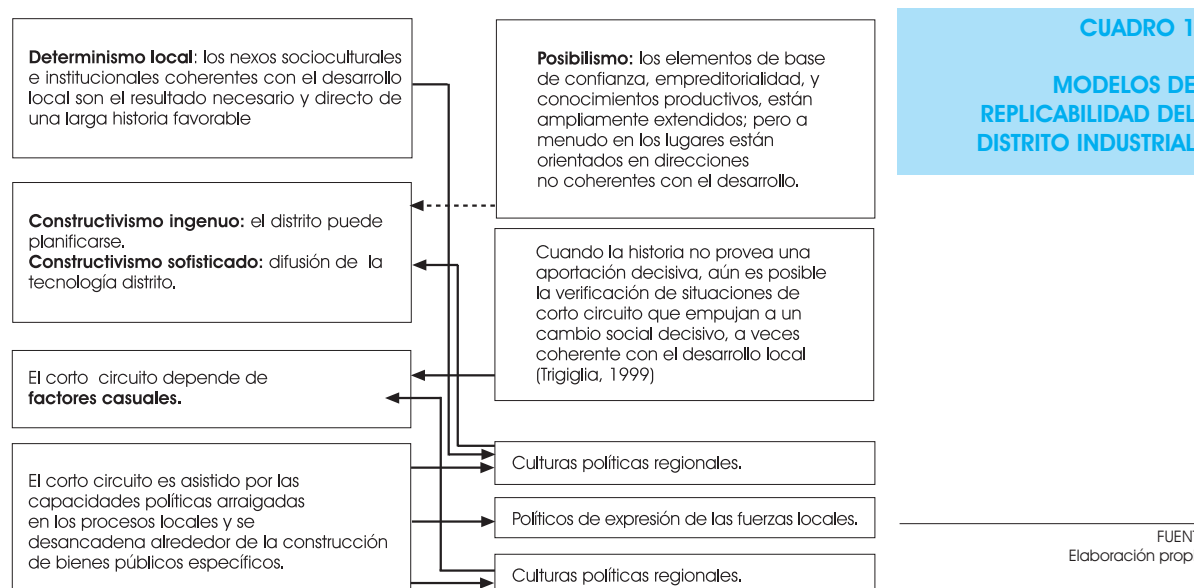 Determinismo local: los nexos socioculturales
e institucionales coherentes con el desarrollo
local son el resultado necesario y directo de
una larga historia favorable
Constructivismo ingenuo: el distrito puede
planificarse.
Constructivismo sofisticado: difusión de la
tecnología distrito.
El corto circuito depende de
factores casuales.
El corto circuito es asistido por las
capacidades políticas arraigadas
en los procesos locales y se
desancadena alrededor de la construcción
de bienes públicos específicos.
Posibilismo: los elementos de base
de confianza, empreditorialidad, y
conocimientos productivos, están
ampliamente extendidos; pero a
menudo en los lugares están
orientados en direcciones
no coherentes con el desarrollo.
Cuando la historia no provea una
aportación decisiva, aún es posible
la verificación de situaciones de
corto circuito que empujan a un
cambio social decisivo, a veces
coherente con el desarrollo local
(Trigiglia, 1999)
Culturas políticas regionales.
Políticos de expresión de las fuerzas locales.
Culturas políticas regionales.
CUADRO 1
MODELOS DE
REPLICABILIDAD DEL
DISTRITO INDUSTRIAL
FUENT
Elaboración prop